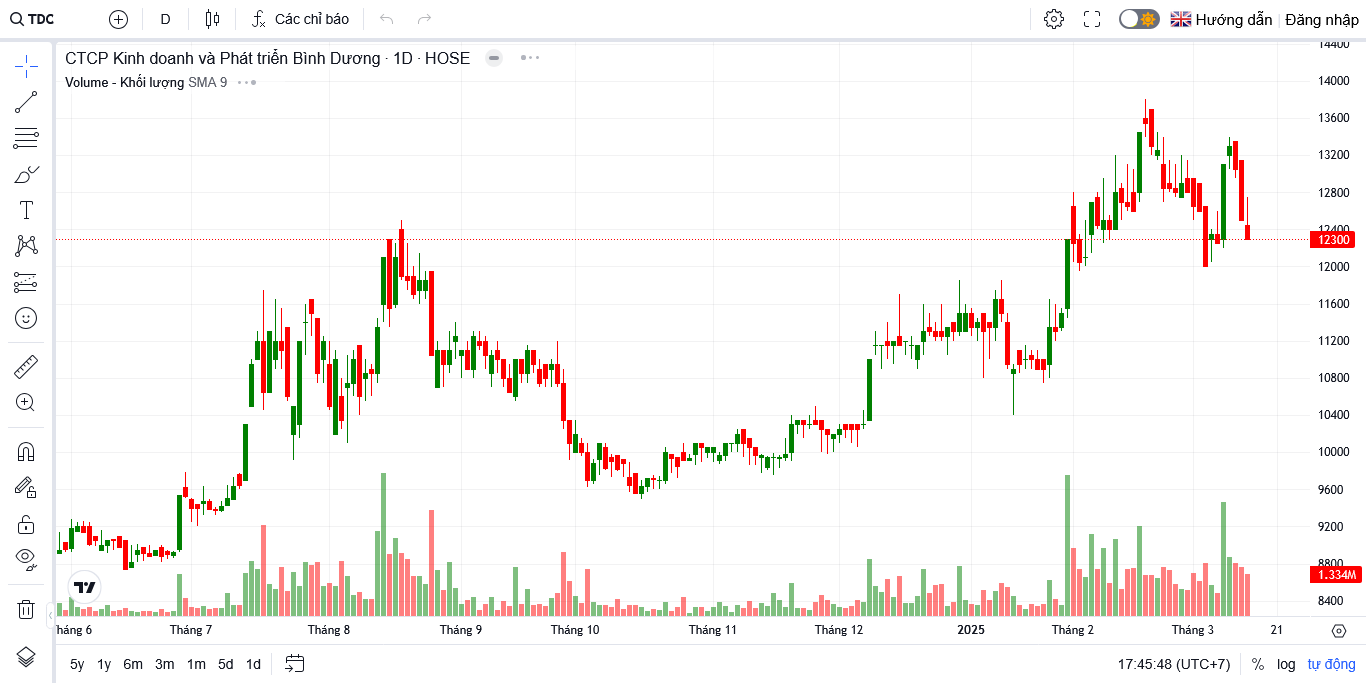 TDC D Các chỉ báo Hướng dẫn Đăng nhập
CTCP Kinh doanh và Phát triển Bình Dương · 1D · HOSE
Volume - Khối lượng SMA 9
14400
14000
13600
13200
12800
12400
12300
12000
11600
11200
10800
10400
10000
9600
9200
8800
1.334M
8400
háng 6 Tháng 7 Tháng 8 Tháng 9 Tháng 10 Tháng 11 Tháng 12 2025 Tháng 2 Tháng 3 21
5y 1y 6m 3m 1m 5d 1d 17:45:48 (UTC+7) % log tự động